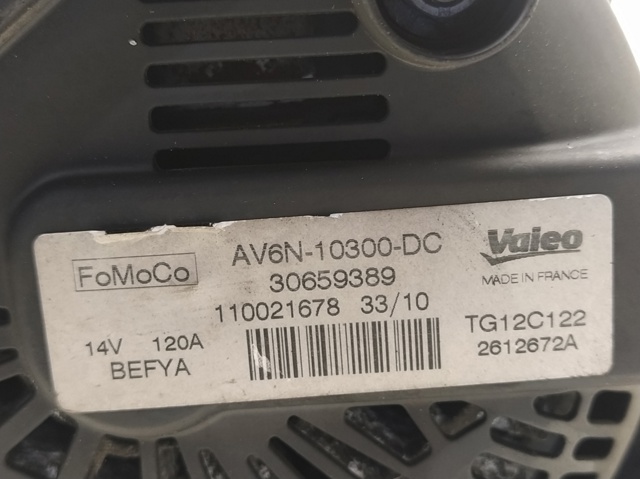 FoMoCo
AV6N-10300-DC
30659389
110021678 33/10
14V 120A
BEFYA
Valeo
MADE IN FRANCE
TG12C122
2612672A